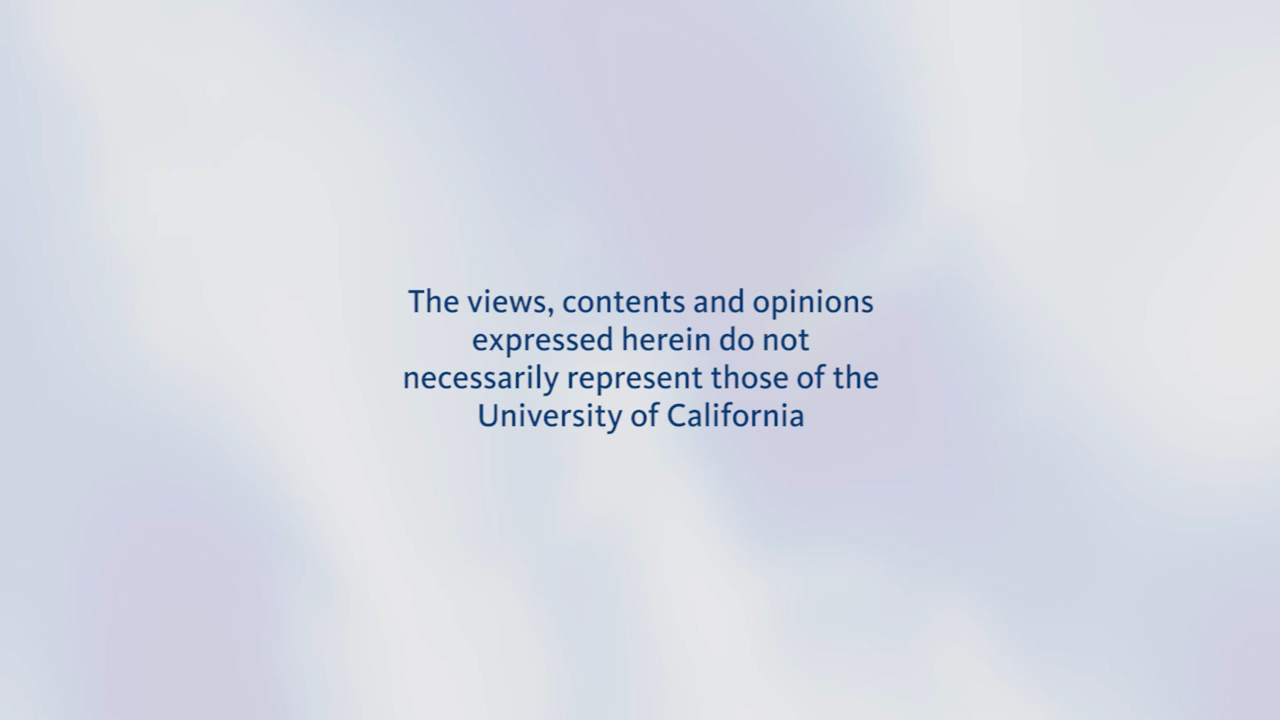 The views, contents and opinions
expressed herein do not
necessarily represent those of the
University of California